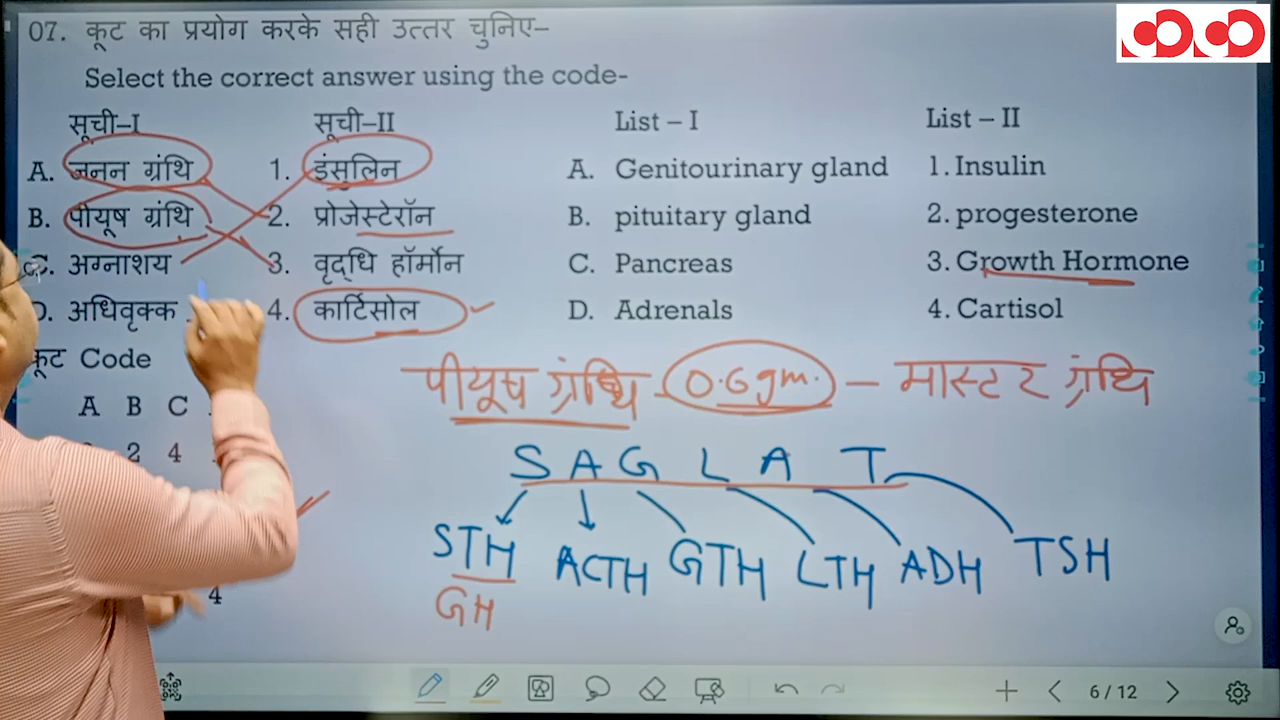 07. कूट का प्रयोग करके सही उत्तर चुनिए–
Select the correct answer using the code-
सूची–I सूची–II List – I List – II
A. जनन ग्रंथि 1. इंसुलिन A. Genitourinary gland 1. Insulin
B. पीयूष ग्रंथि 2. प्रोजेस्टेरॉन B. pituitary gland 2. progesterone
C. अग्नाशय 3. वृद्धि हॉर्मोन C. Pancreas 3. Growth Hormone
D. अधिवृक्क 4. कार्टिसोल D. Adrenals 4. Cartisol
कूट Code
A B C
2 4
4
पीयूष ग्रंथि - 0.6 gm. – मास्टर ग्रंथि
S A G L A T
STH ACTH GTH LTH ADH TSH
GH
6 / 12